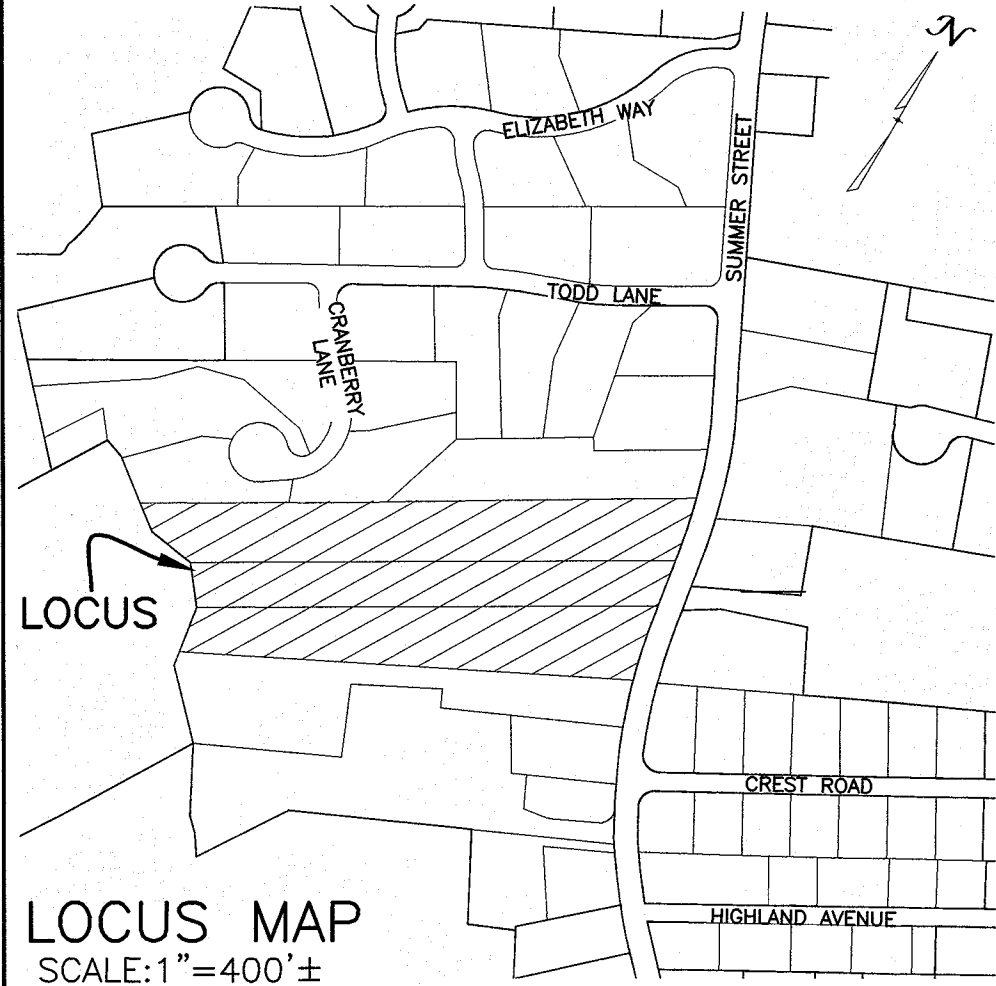 N
ELIZABETH WAY
SUMMER STREET
TODD LANE
CRANBERRY
LANE
LOCUS
CREST ROAD
HIGHLAND AVENUE
LOCUS MAP
SCALE:1"=400'±